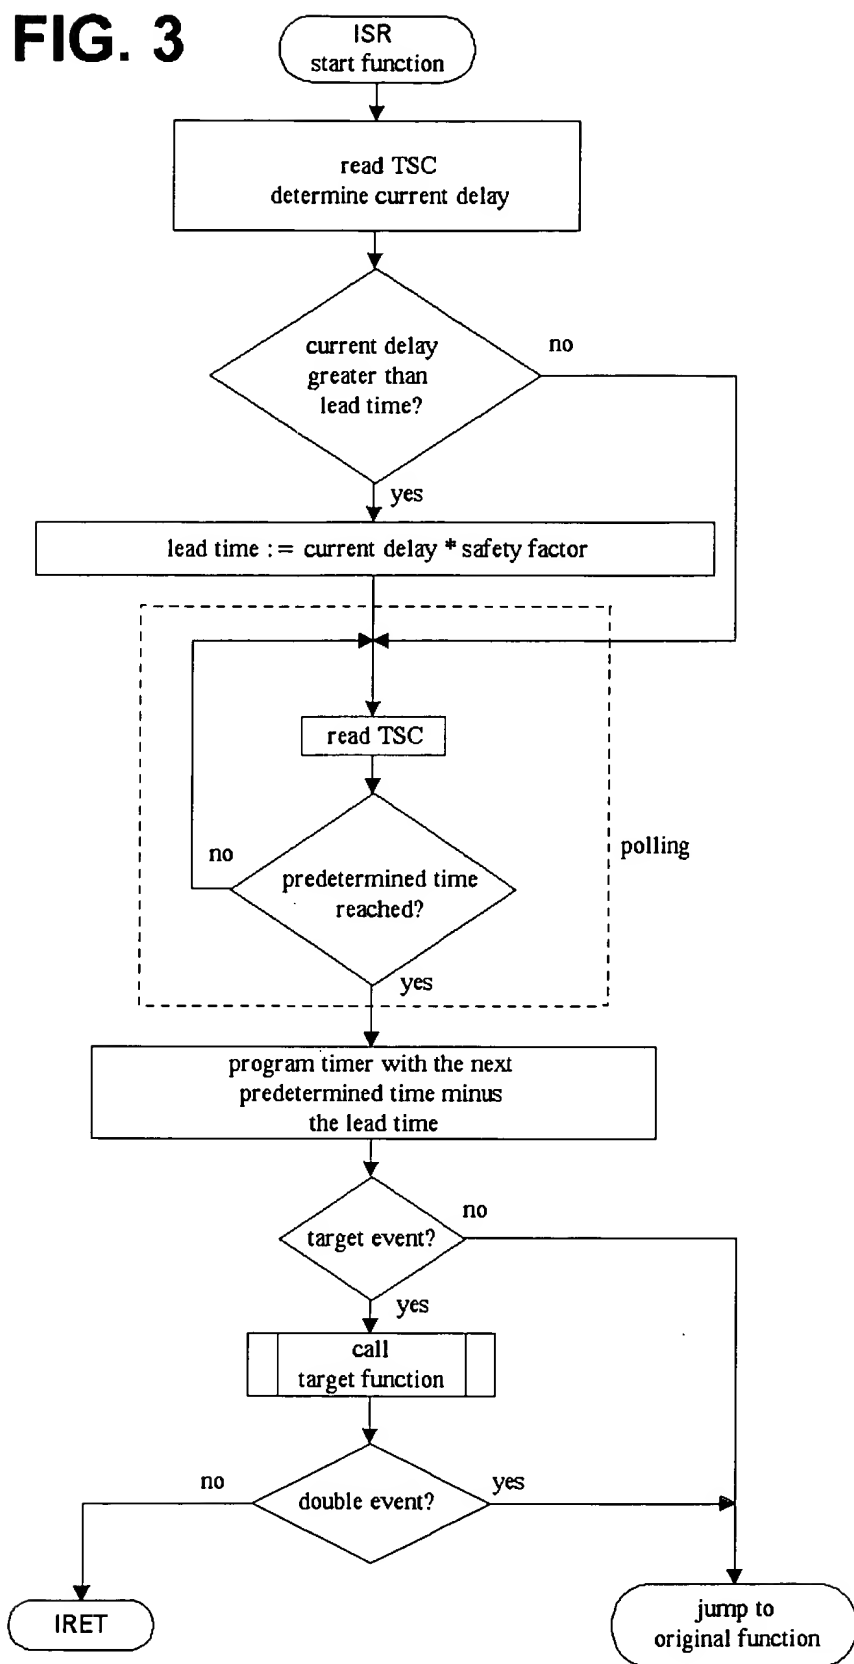 FIG. 3
ISR
start function
read TSC
determine current delay
current delay
greater than
lead time?
no
yes
lead time := current delay * safety factor
read TSC
no
predetermined time
reached?
polling
yes
program timer with the next
predetermined time minus
the lead time
target event?
no
yes
call
target function
no
double event?
yes
IRET
jump to
original function